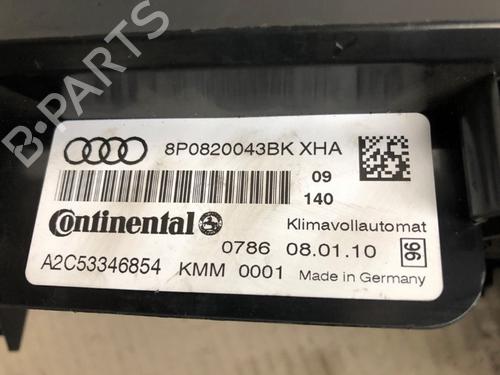 B-PARTS
8P0820043BK XHA
09
140
Continental
Klimavollautomat
0786 08.01.10
96
A2C53346854 KMM 0001 Made in Germany